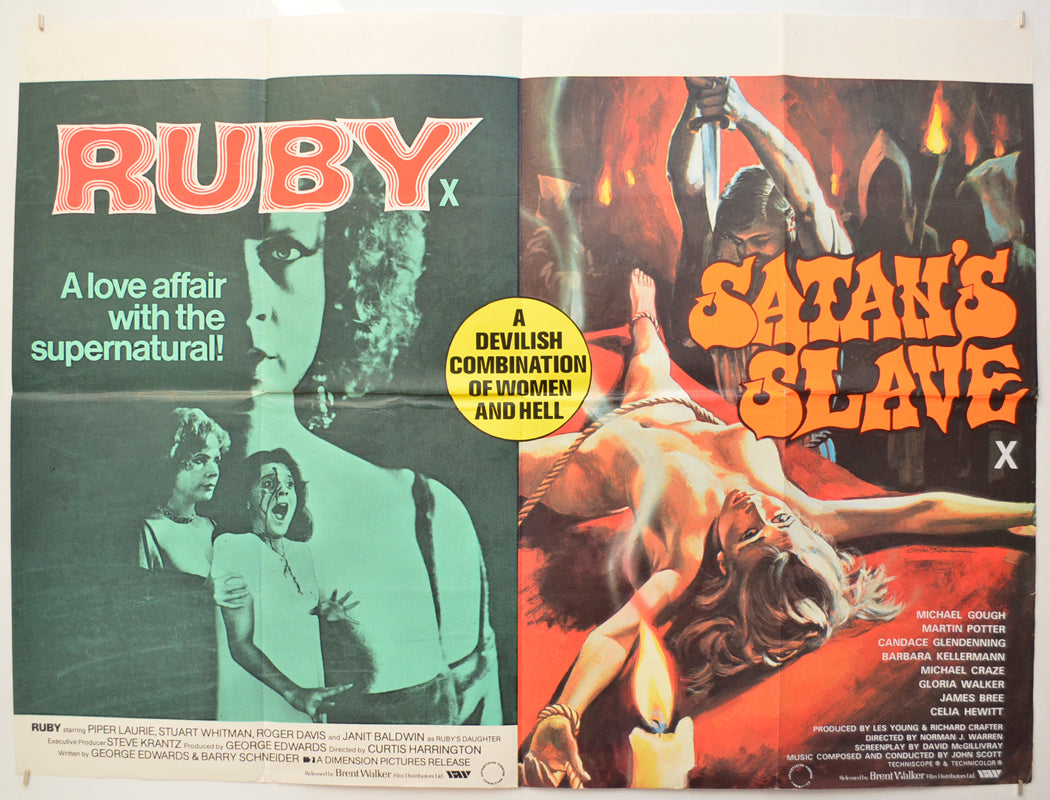 RUBY
X
A love affair
with the
supernatural!
A
DEVILISH
COMBINATION
OF WOMEN
AND HELL
SATAN'S
SLAVE
X
CHANTRELL
RUBY starring PIPER LAURIE, STUART WHITMAN, ROGER DAVIS and JANIT BALDWIN as RUBY'S DAUGHTER
Executive Producer STEVE KRANTZ Produced by GEORGE EDWARDS Directed by CURTIS HARRINGTON
Written by GEORGE EDWARDS & BARRY SCHNEIDER A DIMENSION PICTURES RELEASE
Released by Brent Walker Film Distributors Ltd.
MICHAEL GOUGH
MARTIN POTTER
CANDACE GLENDENNING
BARBARA KELLERMANN
MICHAEL CRAZE
GLORIA WALKER
JAMES BREE
CELIA HEWITT
PRODUCED BY LES YOUNG & RICHARD CRAFTER
DIRECTED BY NORMAN J. WARREN
SCREENPLAY BY DAVID McGILLIVRAY
MUSIC COMPOSED AND CONDUCTED BY JOHN SCOTT
TECHNISCOPE ® & TECHNICOLOR ®
Released by Brent Walker Film Distributors Ltd.